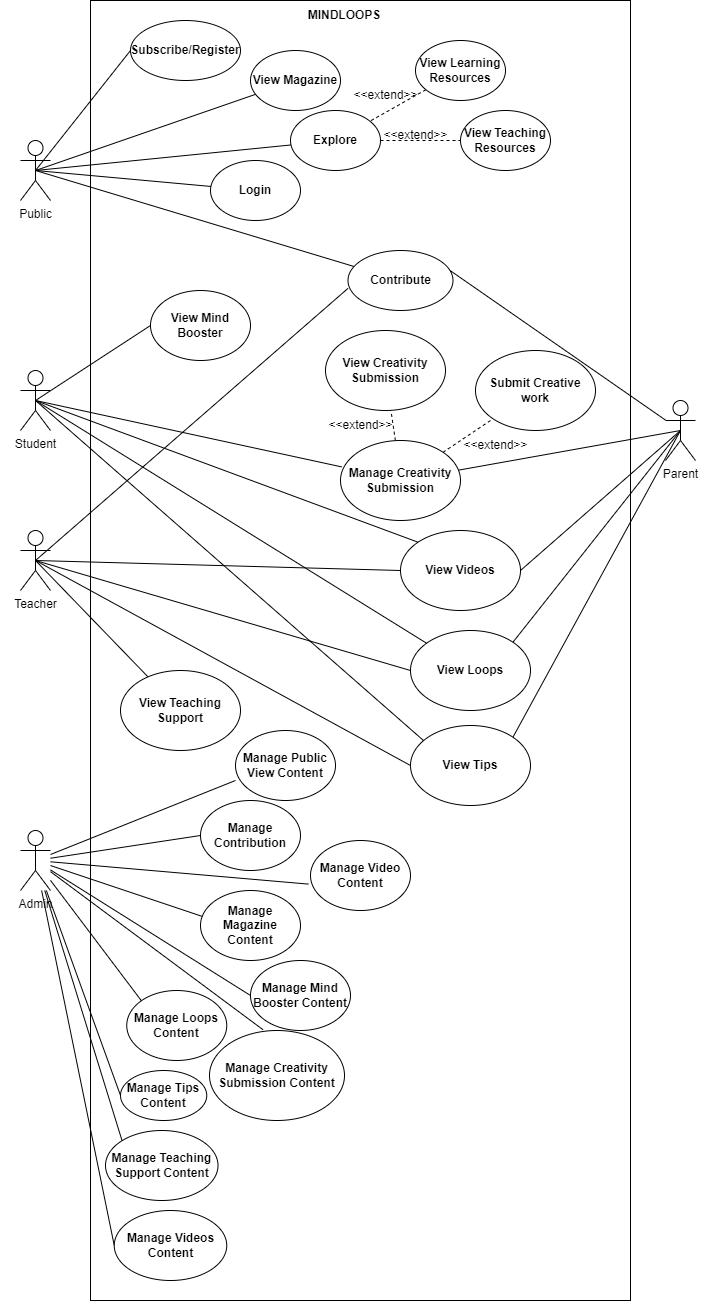 MINDLOOPS
Subscribe/Register
View Magazine
View Learning
Resources
<<extend>>
Explore
<<extend>>
View Teaching
Resources
Login
Public
Contribute
View Mind
Booster
View Creativity
Submission
Submit Creative
work
<<extend>>
<<extend>>
Student
Manage Creativity
Submission
Parent
View Videos
Teacher
View Loops
View Teaching
Support
View Tips
Manage Public
View Content
Manage
Contribution
Manage Video
Content
Admin
Manage
Magazine
Content
Manage Mind
Booster Content
Manage Loops
Content
Manage Creativity
Submission Content
Manage Tips
Content
Manage Teaching
Support Content
Manage Videos
Content